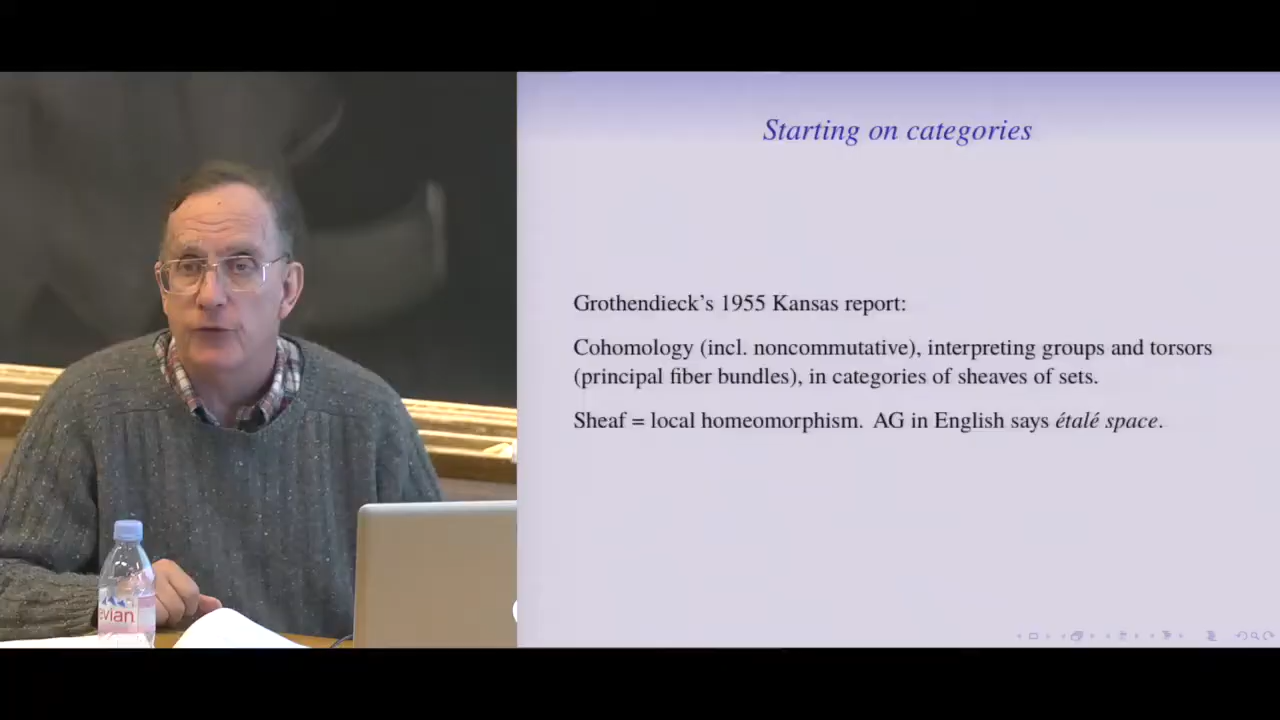 Starting on categories
Grothendieck's 1955 Kansas report:
Cohomology (incl. noncommutative), interpreting groups and torsors
(principal fiber bundles), in categories of sheaves of sets.
Sheaf = local homeomorphism. AG in English says étalé space.
evian